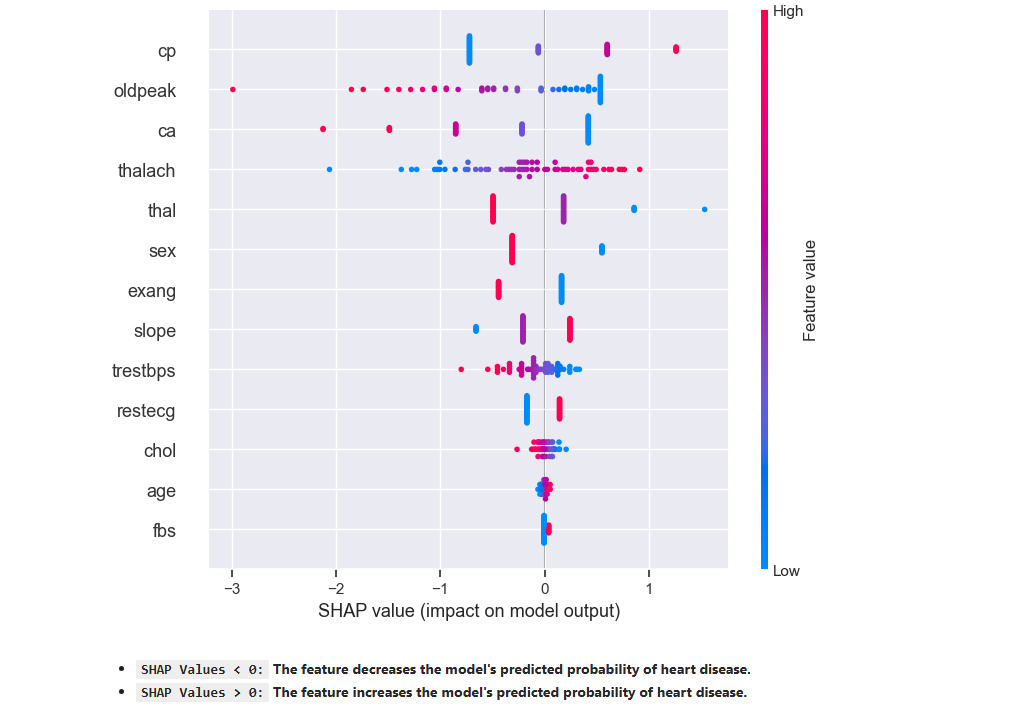 High
cp
oldpeak
ca
thalach
thal
sex
exang
slope
trestbps
restecg
chol
age
fbs
Feature value
Low
−3 −2 −1 0 1
SHAP value (impact on model output)
• SHAP Values < 0: The feature decreases the model's predicted probability of heart disease.
• SHAP Values > 0: The feature increases the model's predicted probability of heart disease.